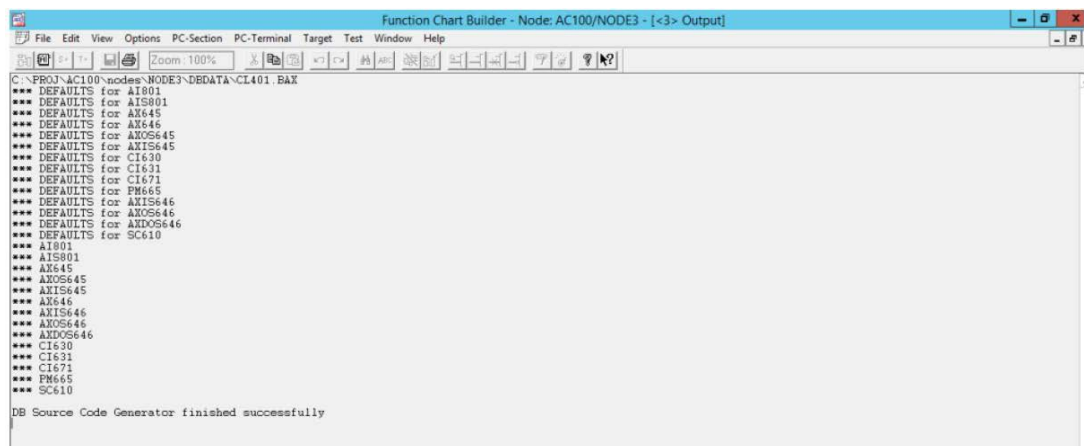 Function Chart Builder - Node: AC100/NODE3 - [<3> Output]
File Edit View Options PC-Section PC-Terminal Target Test Window Help
Zoom: 100%
C:\PROJ\AC100\nodes\NODE3\DBDATA\CL401.BAX
*** DEFAULTS for AI801
*** DEFAULTS for AIS801
*** DEFAULTS for AX645
*** DEFAULTS for AX646
*** DEFAULTS for AXOS645
*** DEFAULTS for AXIS645
*** DEFAULTS for CI630
*** DEFAULTS for CI631
*** DEFAULTS for CI671
*** DEFAULTS for PM665
*** DEFAULTS for AXIS646
*** DEFAULTS for AXOS646
*** DEFAULTS for AXDOS646
*** DEFAULTS for SC610
*** AI801
*** AIS801
*** AX645
*** AXOS645
*** AXIS645
*** AX646
*** AXIS646
*** AXOS646
*** AXDOS646
*** CI630
*** CI631
*** CI671
*** PM665
*** SC610
DB Source Code Generator finished successfully